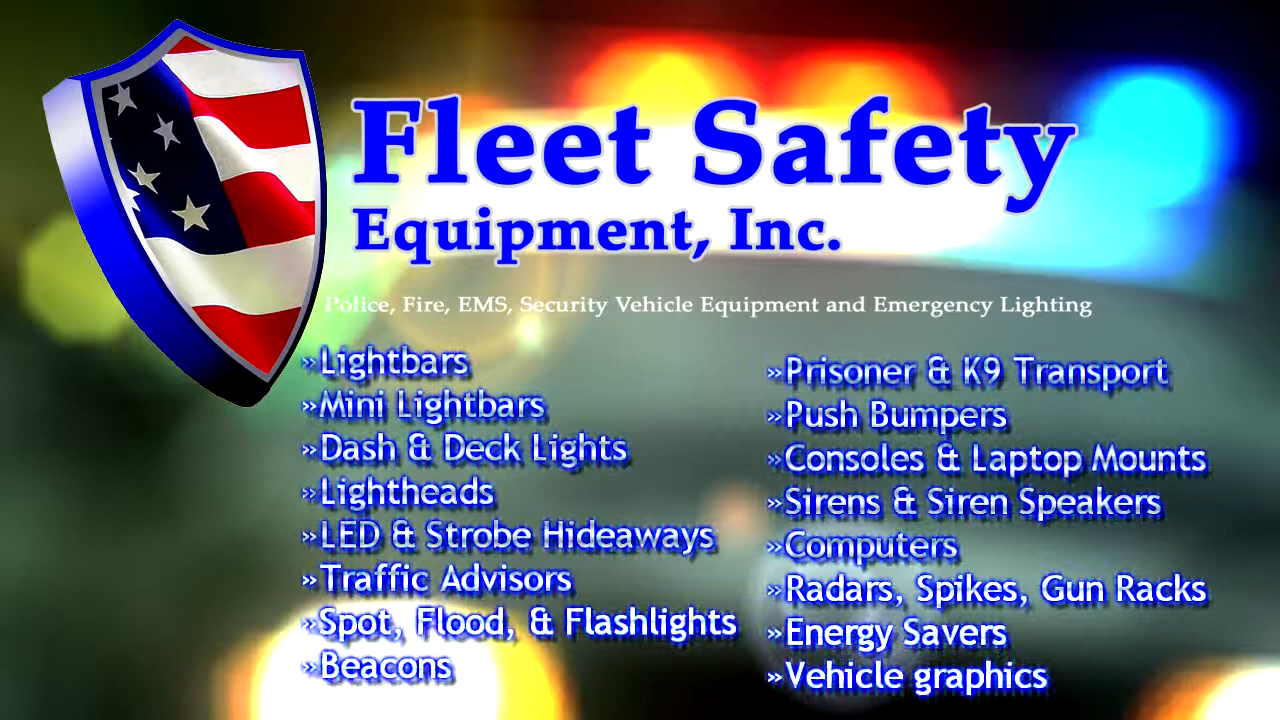 Fleet Safety
Equipment, Inc.
Police, Fire, EMS, Security Vehicle Equipment and Emergency Lighting
»Lightbars
»Mini Lightbars
»Dash & Deck Lights
»Lightheads
»LED & Strobe Hideaways
»Traffic Advisors
»Spot, Flood, & Flashlights
»Beacons
»Prisoner & K9 Transport
»Push Bumpers
»Consoles & Laptop Mounts
»Sirens & Siren Speakers
»Computers
»Radars, Spikes, Gun Racks
»Energy Savers
»Vehicle graphics